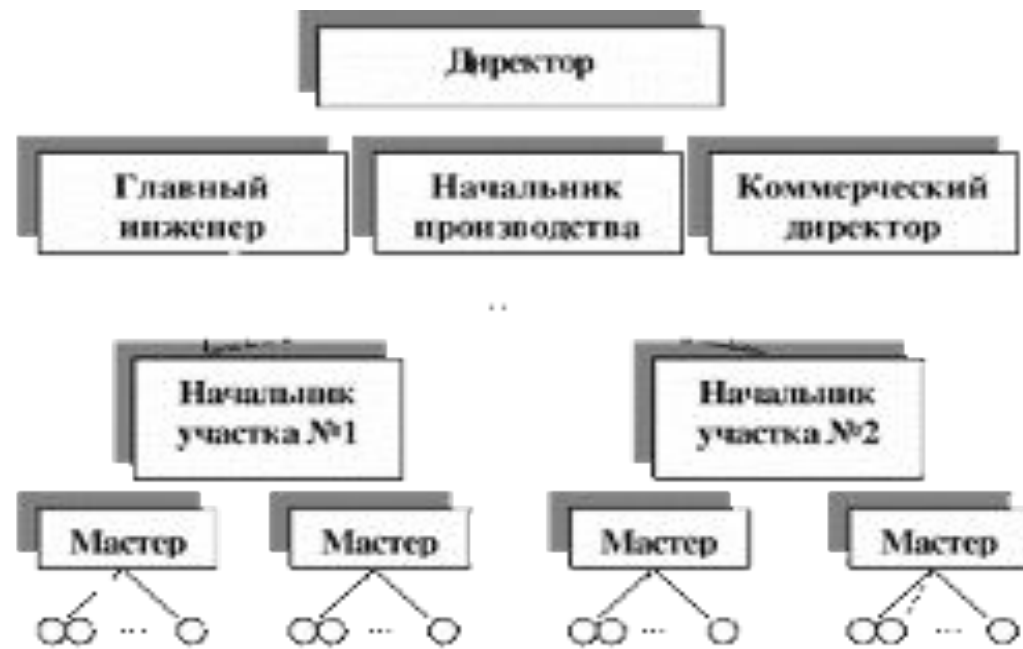 Директор
Главный
инженер
Начальник
производства
Коммерческий
директор
..
Начальник
участка №1
Начальник
участка №2
Мастер
Мастер
Мастер
Мастер
...
...
...
...